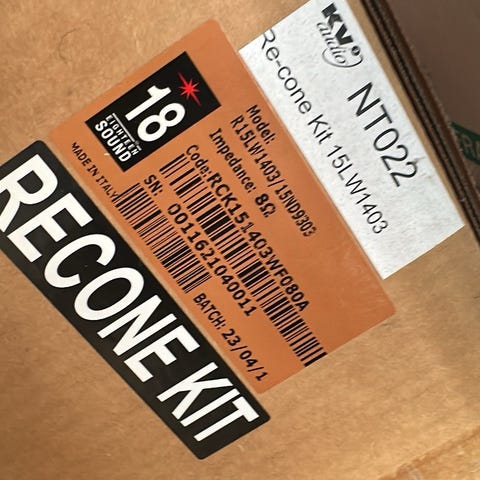 KV2
audio
NT022
Re-cone Kit 15LW1403
18
EIGHTEEN
SOUND
Model:
R15LW1403/15ND9303
Impedance: 8Ω
Code:RCK151403WF080A
MADE IN ITALY
SN: 0011621040011
BATCH: 23/04/1
RECONE KIT